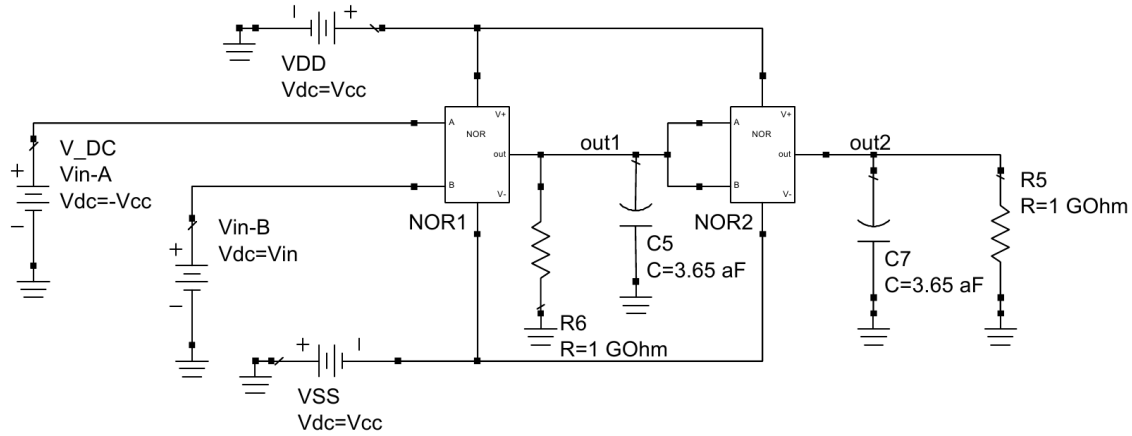 VDD
Vdc=Vcc
V+
A
NOR
out
B
V-
NOR1
V+
A
NOR
out
B
V-
NOR2
out1
out2
V_DC
Vin-A
Vdc=-Vcc
Vin-B
Vdc=Vin
R5
R=1 GOhm
C5
C=3.65 aF
C7
C=3.65 aF
R6
R=1 GOhm
VSS
Vdc=Vcc